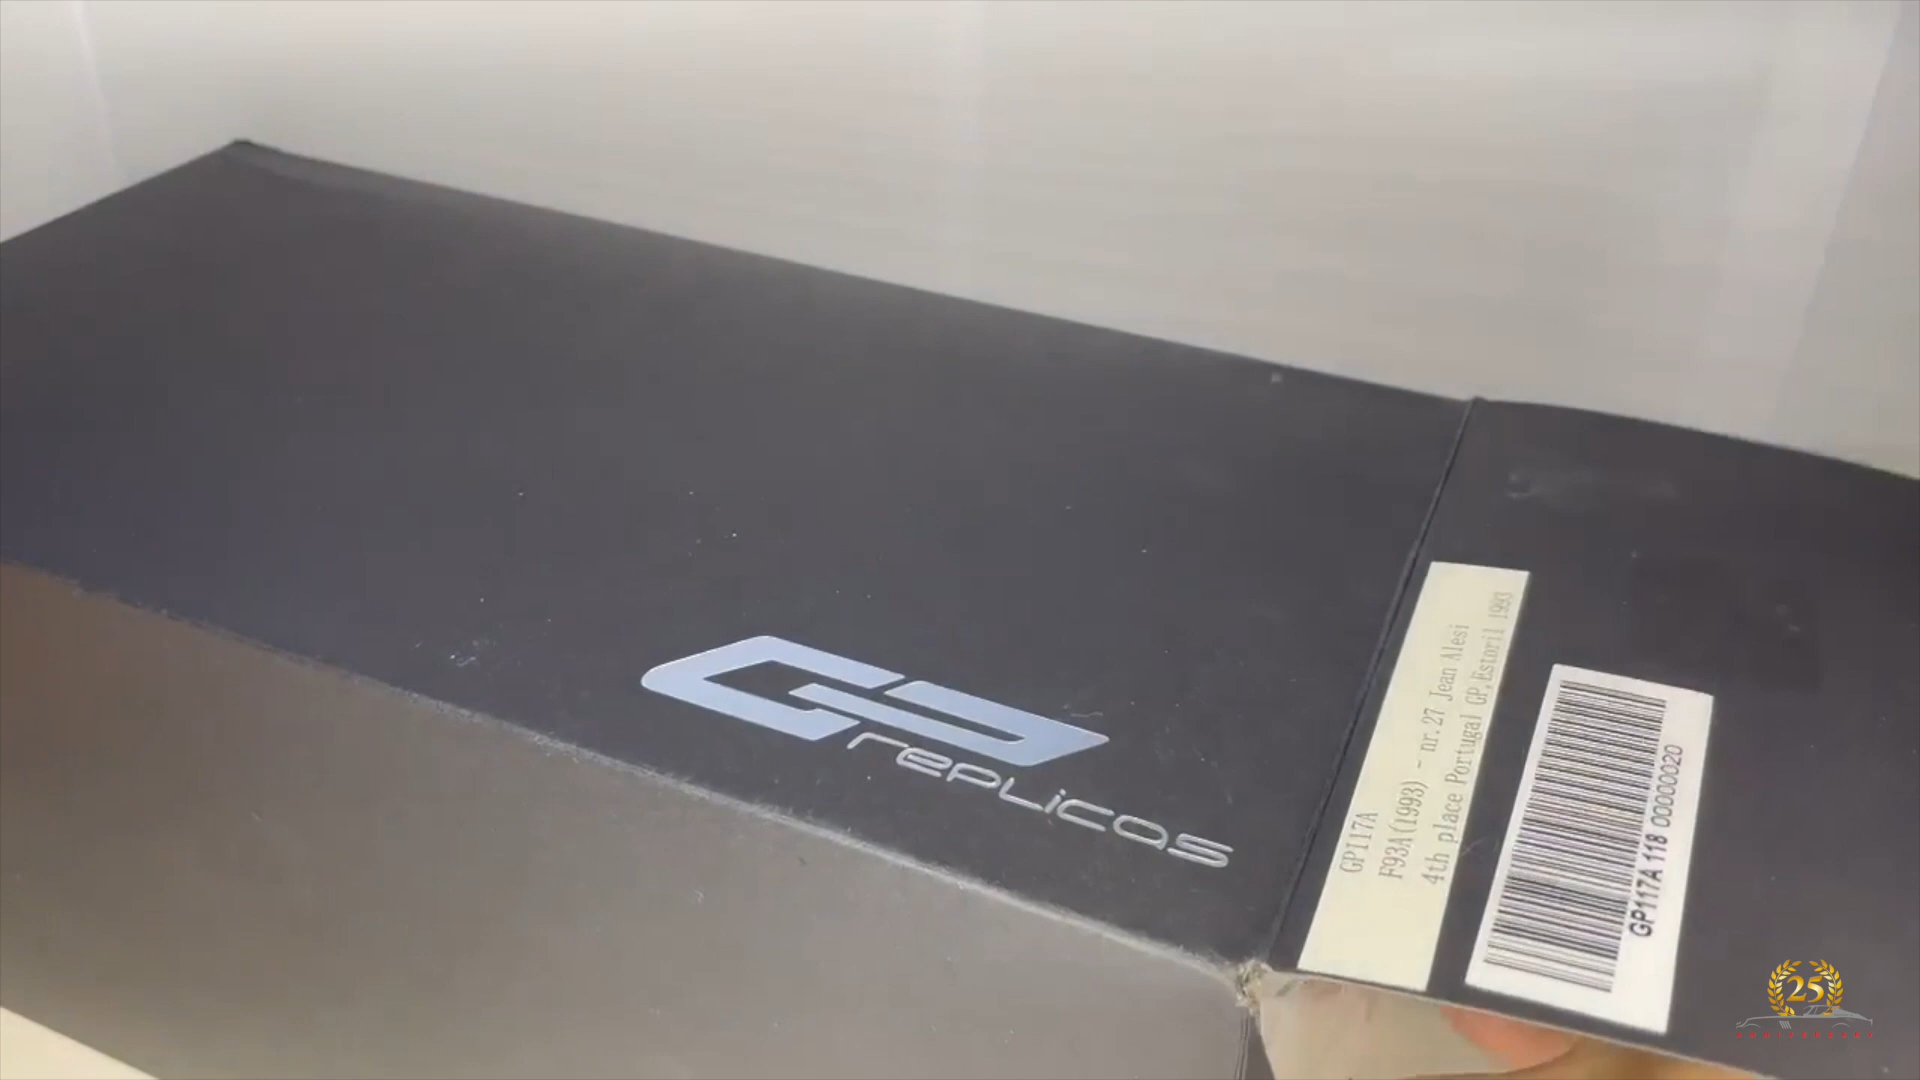 GP
replicas
GP117A
F93A(1993) - nr.27 Jean Alesi
4th place Portugal GP,Estoril 1993
GP117A 118 00000020
25
ANNIVERSARY